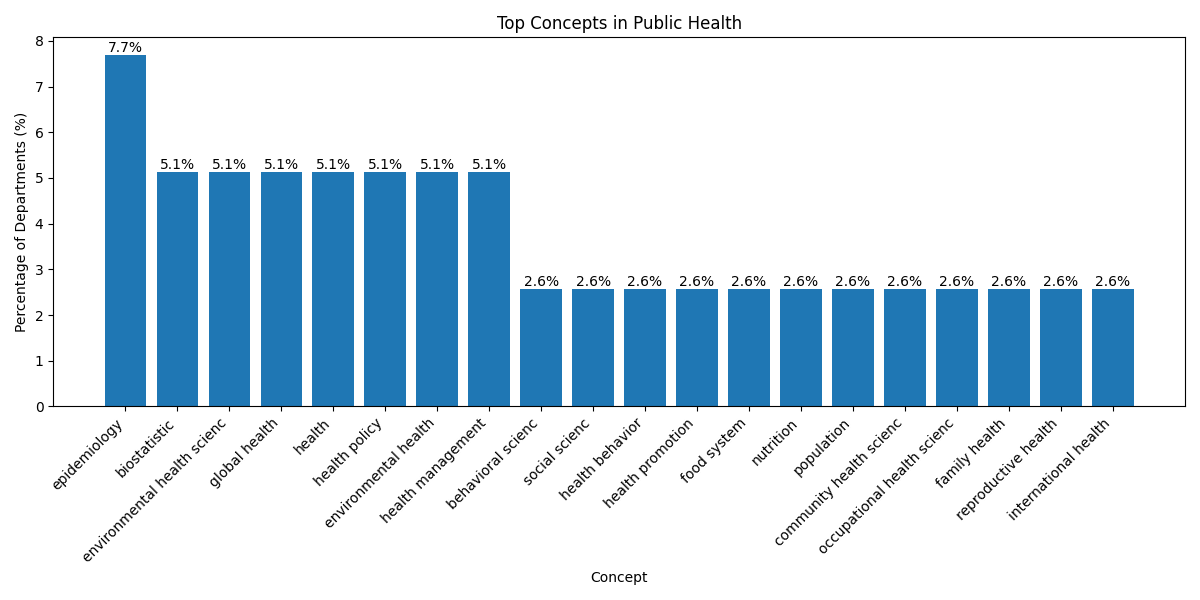 Top Concepts in Public Health
Percentage of Departments (%)
8
7
6
5
4
3
2
1
0
7.7%
5.1%
5.1%
5.1%
5.1%
5.1%
5.1%
5.1%
2.6%
2.6%
2.6%
2.6%
2.6%
2.6%
2.6%
2.6%
2.6%
2.6%
2.6%
2.6%
epidemiology
biostatistic
environmental health scienc
global health
health
health policy
environmental health
health management
behavioral scienc
social scienc
health behavior
health promotion
food system
nutrition
population
community health scienc
occupational health scienc
family health
reproductive health
international health
Concept